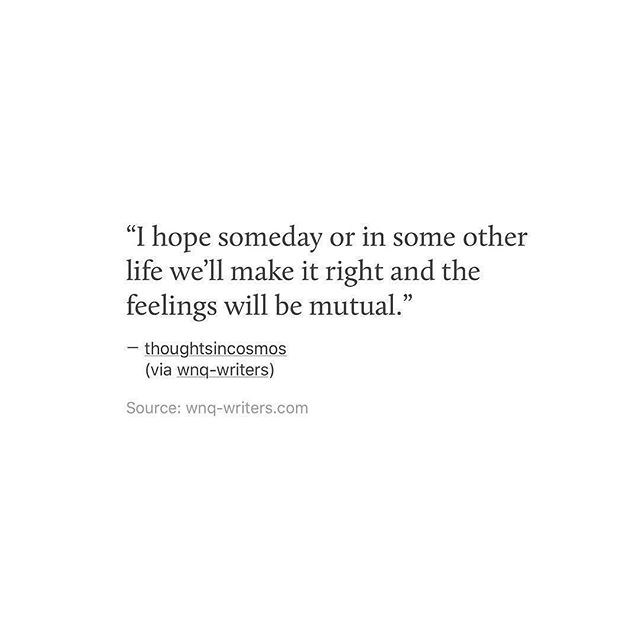 “I hope someday or in some other
life we’ll make it right and the
feelings will be mutual.”
— thoughtsincosmos
(via wnq-writers)
Source: wnq-writers.com